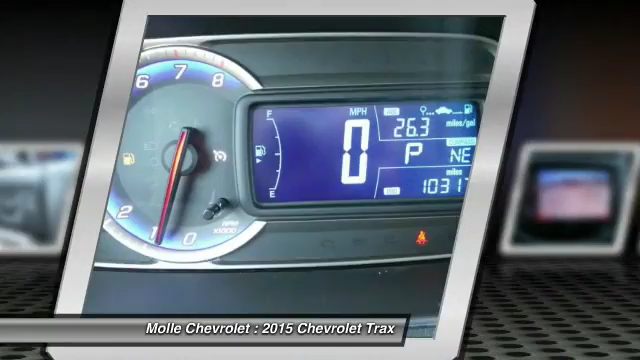 6 7 8
F
MPH
26.3
miles/gal
0
P
NE
E
miles
1031
2 1 0
RPM
X1000
Molle Chevrolet : 2015 Chevrolet Trax